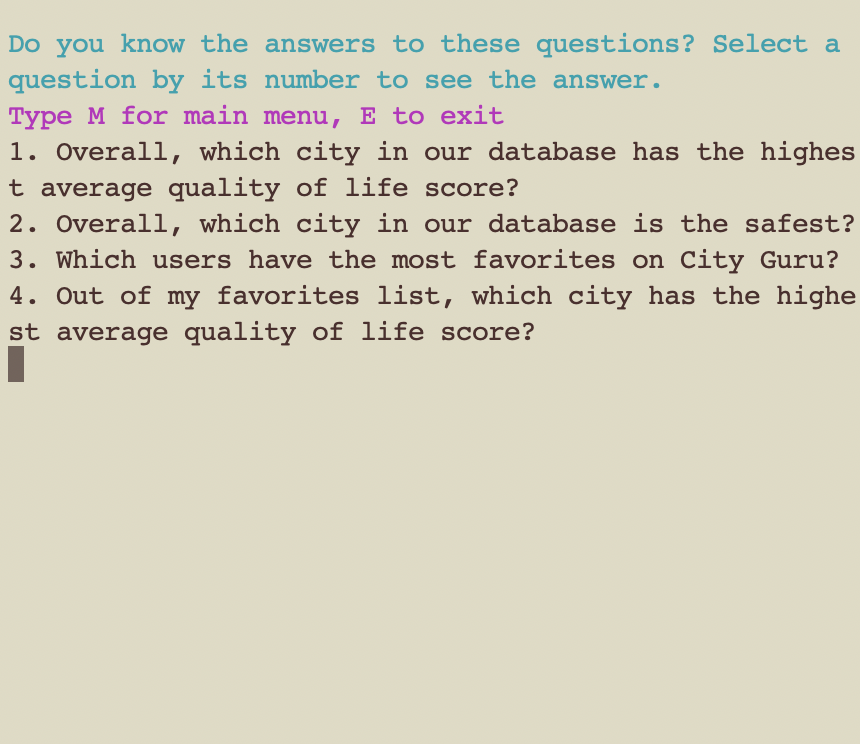 Do you know the answers to these questions? Select a
question by its number to see the answer.
Type M for main menu, E to exit
1. Overall, which city in our database has the highes
t average quality of life score?
2. Overall, which city in our database is the safest?
3. Which users have the most favorites on City Guru?
4. Out of my favorites list, which city has the highe
st average quality of life score?